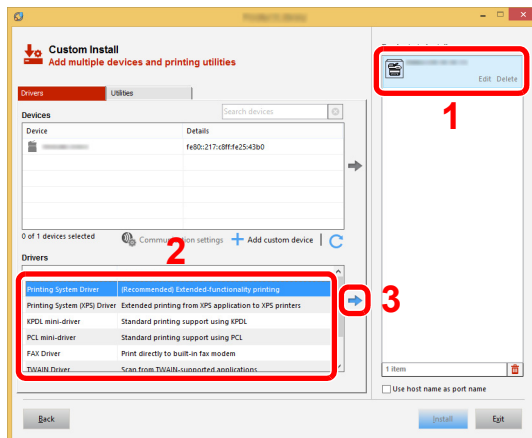 Custom Install
Add multiple devices and printing utilities
Drivers
Utilities
Devices
Search devices
Device
Details
fe80::217:c8ff:fe25:43b0
0 of 1 devices selected
settings
Add custom device
Drivers
Printing System Driver
(Recommended) Extended-functionality printing
Printing System (XPS) Driver
Extended printing from XPS application to XPS printers
KPDL mini-driver
Standard printing support using KPDL
PCL mini-driver
Standard printing support using PCL
FAX Driver
Print directly to built-in fax modem
TWAIN Driver
Scan from TWAIN-supported applications
Edit
Delete
1
2
3
1 item
Use host name as port name
Back
Install
Exit